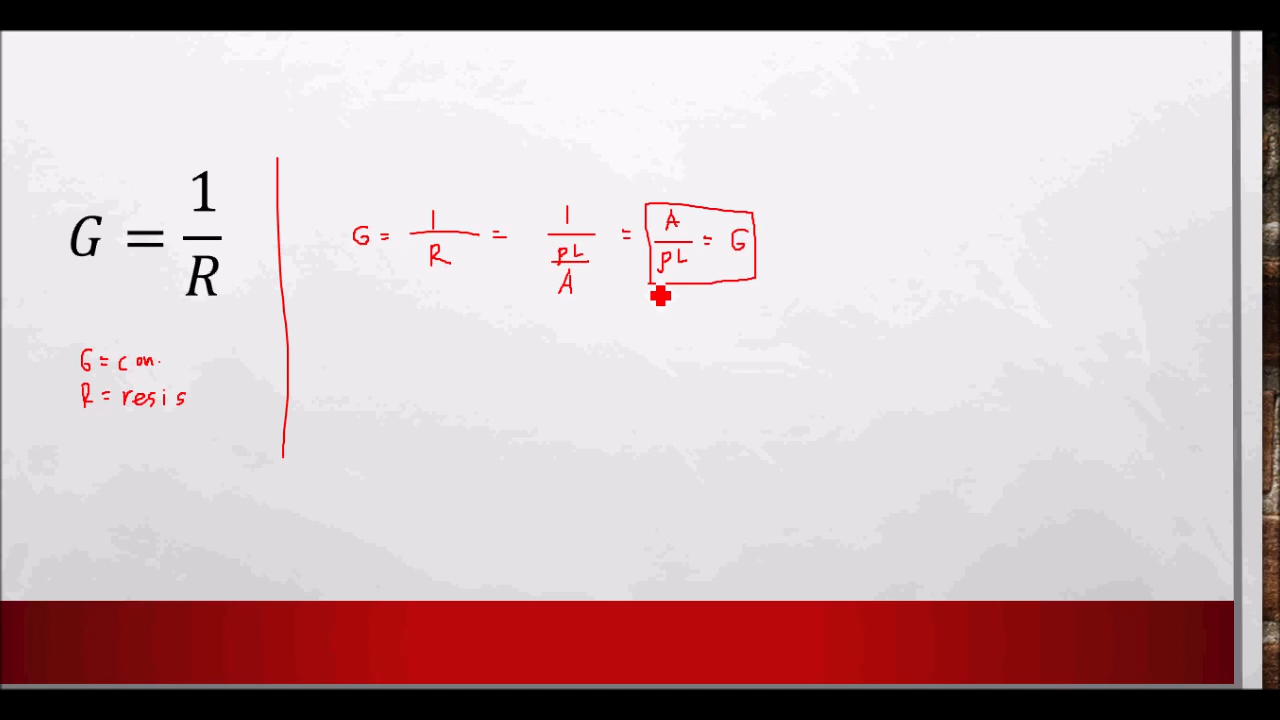 G = 1/R
G = con.
R = resis
G = 1/R = 1/(ρL/A) = A/ρL = G